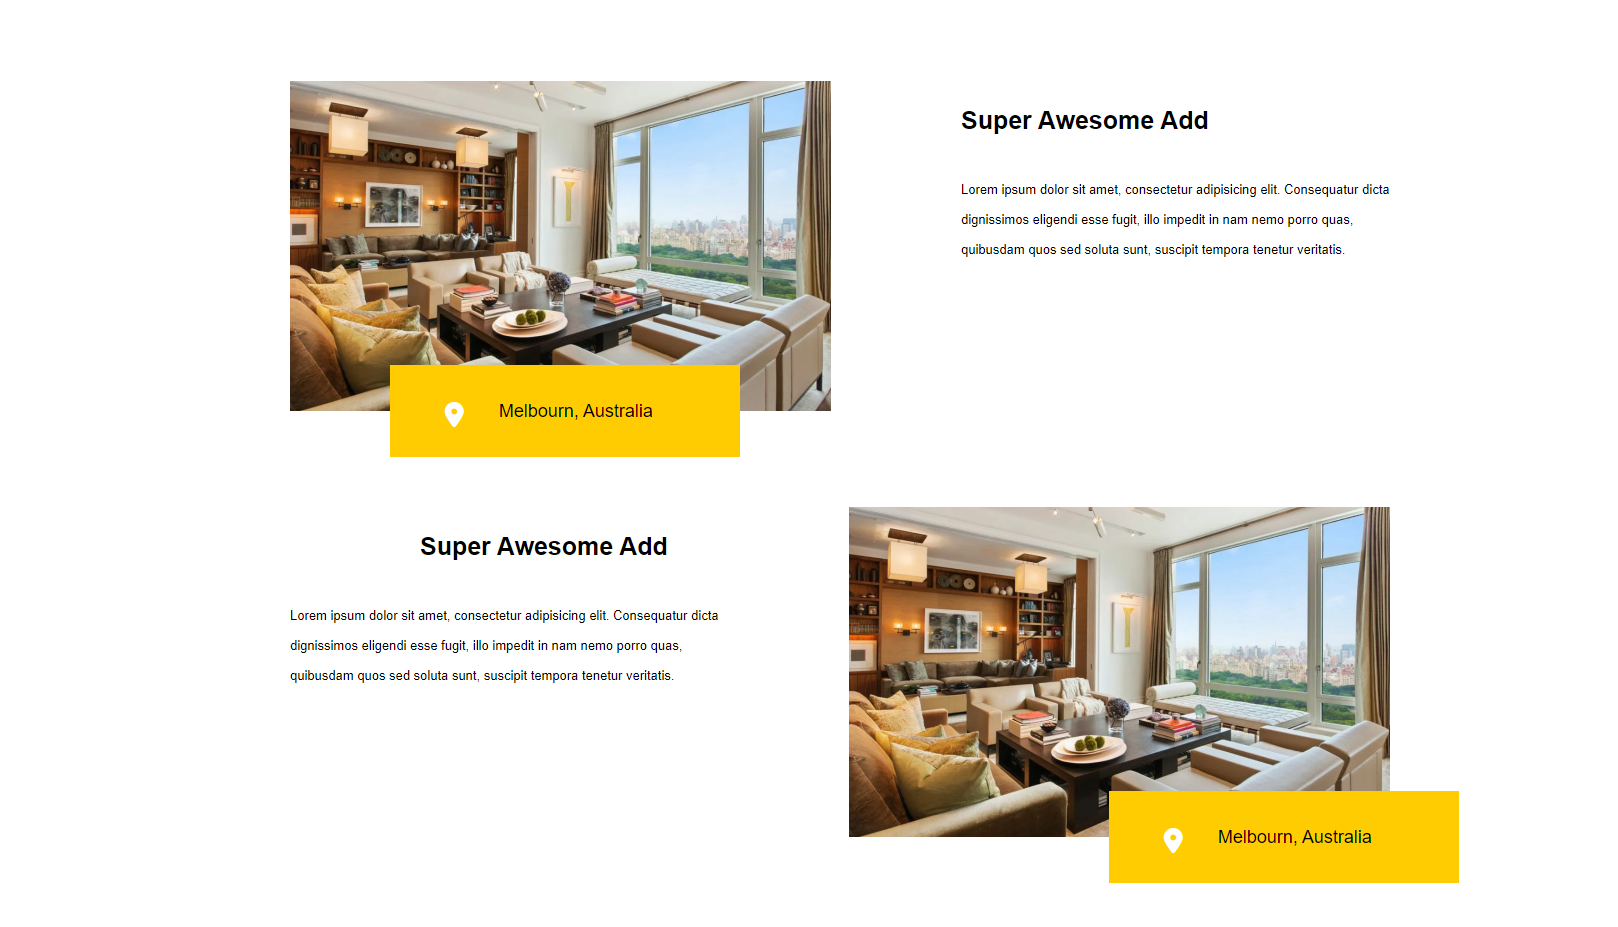 Super Awesome Add
Lorem ipsum dolor sit amet, consectetur adipisicing elit. Consequatur dicta
dignissimos eligendi esse fugit, illo impedit in nam nemo porro quas,
quibusdam quos sed soluta sunt, suscipit tempora tenetur veritatis.
Melbourn, Australia
Super Awesome Add
Lorem ipsum dolor sit amet, consectetur adipisicing elit. Consequatur dicta
dignissimos eligendi esse fugit, illo impedit in nam nemo porro quas,
quibusdam quos sed soluta sunt, suscipit tempora tenetur veritatis.
Melbourn, Australia